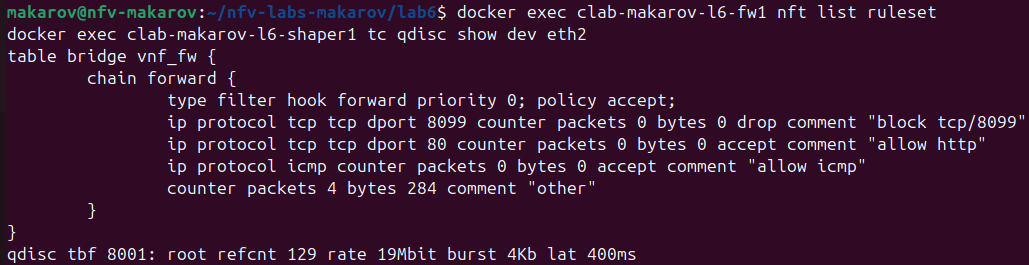 makarov@nfv-makarov:~/nfv-labs-makarov/lab6$ docker exec clab-makarov-l6-fw1 nft list ruleset
docker exec clab-makarov-l6-shaper1 tc qdisc show dev eth2
table bridge vnf_fw {
        chain forward {
                type filter hook forward priority 0; policy accept;
                ip protocol tcp tcp dport 8099 counter packets 0 bytes 0 drop comment "block tcp/8099"
                ip protocol tcp tcp dport 80 counter packets 0 bytes 0 accept comment "allow http"
                ip protocol icmp counter packets 0 bytes 0 accept comment "allow icmp"
                counter packets 4 bytes 284 comment "other"
        }
}
qdisc tbf 8001: root refcnt 129 rate 19Mbit burst 4Kb lat 400ms